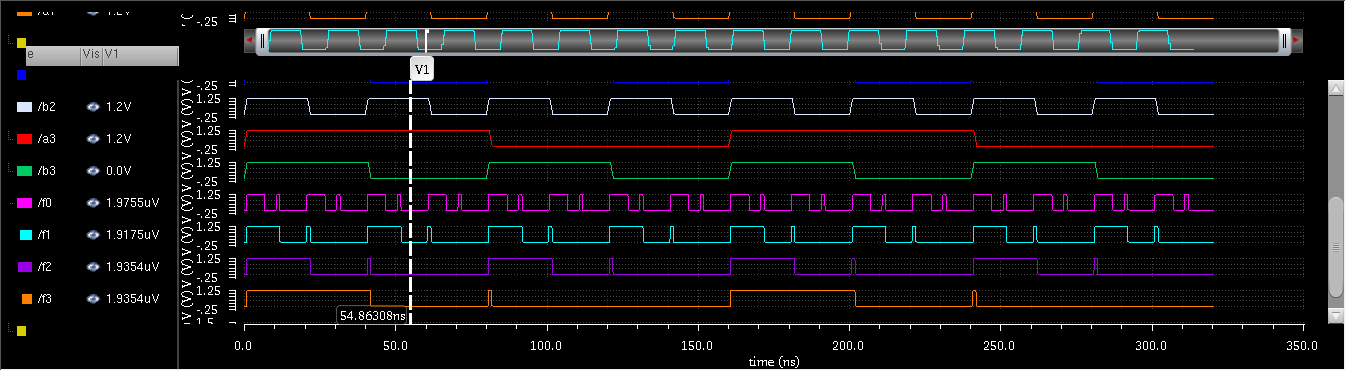 /a1 1.2V
(V) -.25
e Vis V1
V1
(V) -.25
/b2 1.2V (V) 1.25 -.25
/a3 1.2V (V) 1.25 -.25
/b3 0.0V (V) 1.25 -.25
/f0 1.9755uV (V) 1.25 -.25
/f1 1.9175uV (V) 1.25 -.25
/f2 1.9354uV (V) 1.25 -.25
/f3 1.9354uV (V) 1.25 -.25
54.86308ns
0.0 50.0 100.0 150.0 200.0 250.0 300.0 350.0
time (ns)